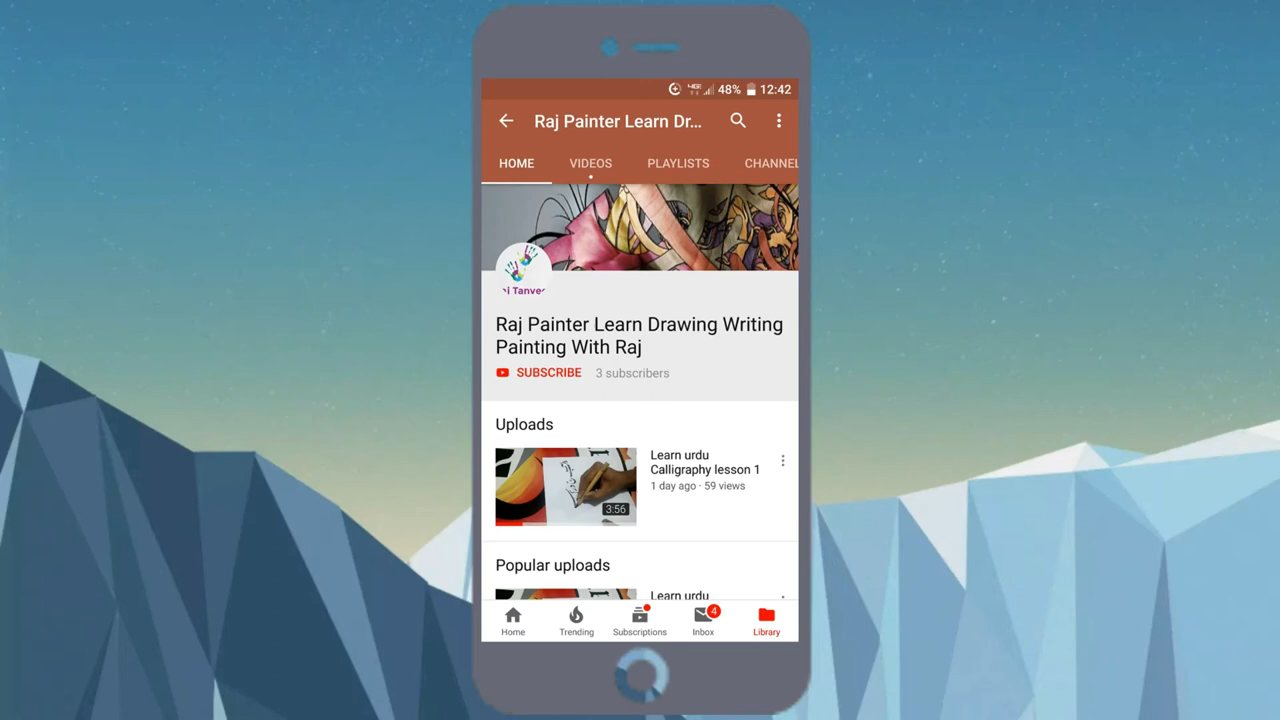 48% 12:42
Raj Painter Learn Dr...
HOME VIDEOS PLAYLISTS CHANNEL
Raj Painter Learn Drawing Writing
Painting With Raj
SUBSCRIBE 3 subscribers
Uploads
Learn urdu
Calligraphy lesson 1
1 day ago · 59 views
3:56
Popular uploads
Learn urdu
Home Trending Subscriptions Inbox 4 Library